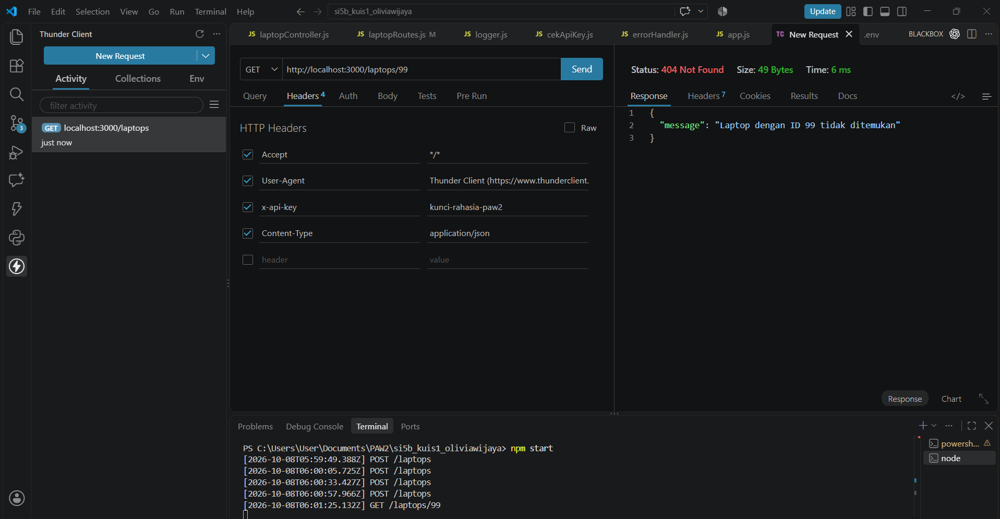 File Edit Selection View Go Run Terminal Help
si5b_kuis1_oliviawijaya
Update
Thunder Client
New Request
Activity Collections Env
filter activity
GET localhost:3000/laptops
just now
3
JS laptopController.js JS laptopRoutes.js M JS logger.js JS cekApiKey.js JS errorHandler.js JS app.js TC New Request .env BLACKBOX
GET http://localhost:3000/laptops/99 Send
Query Headers 4 Auth Body Tests Pre Run
HTTP Headers Raw
Accept */*
User-Agent Thunder Client (https://www.thunderclient.
x-api-key kunci-rahasia-paw2
Content-Type application/json
header value
Status: 404 Not Found Size: 49 Bytes Time: 6 ms
Response Headers 7 Cookies Results Docs </>
1 {
2 "message": "Laptop dengan ID 99 tidak ditemukan"
3 }
Response Chart
Problems Debug Console Terminal Ports
PS C:\Users\User\Documents\PAW2\si5b_kuis1_oliviawijaya> npm start
[2026-10-08T05:59:49.388Z] POST /laptops
[2026-10-08T06:00:05.725Z] POST /laptops
[2026-10-08T06:00:33.427Z] POST /laptops
[2026-10-08T06:00:57.966Z] POST /laptops
[2026-10-08T06:01:25.132Z] GET /laptops/99
powersh...
node